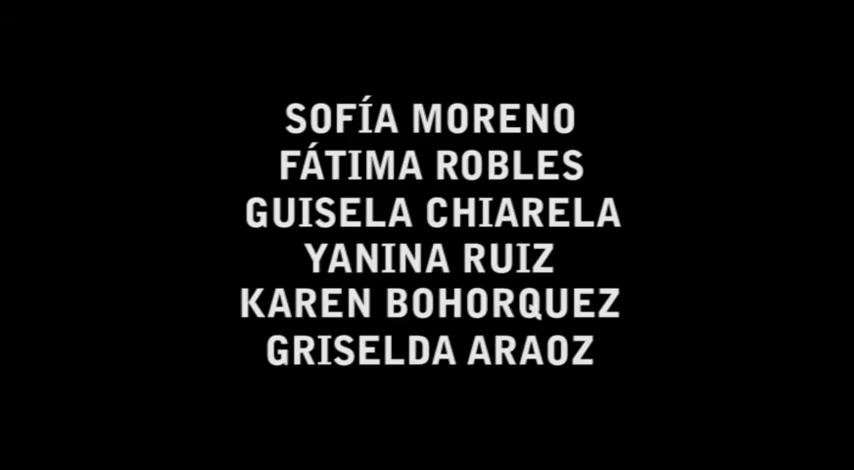 SOFÍA MORENO
FÁTIMA ROBLES
GUISELA CHIARELA
YANINA RUIZ
KAREN BOHORQUEZ
GRISELDA ARAOZ